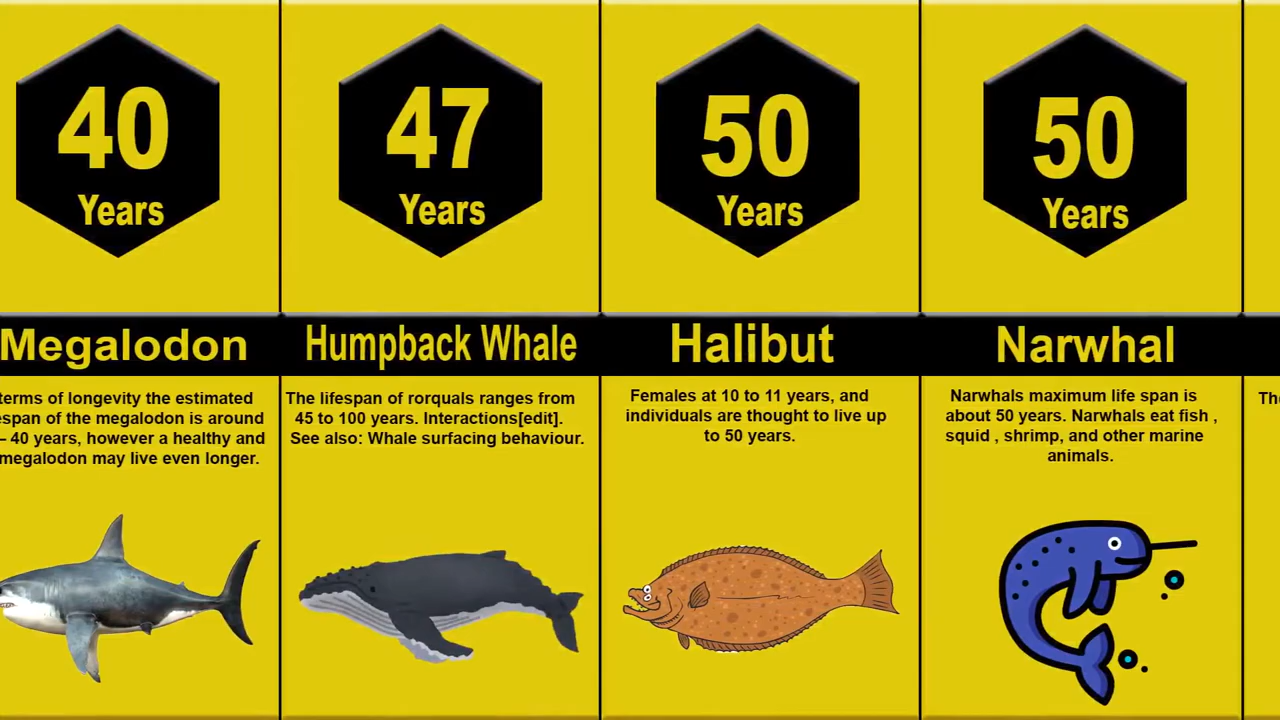 40
Years
Megalodon
terms of longevity the estimated
espan of the megalodon is around
– 40 years, however a healthy and
megalodon may live even longer.
47
Years
Humpback Whale
The lifespan of rorquals ranges from
45 to 100 years. Interactions[edit].
See also: Whale surfacing behaviour.
50
Years
Halibut
Females at 10 to 11 years, and
individuals are thought to live up
to 50 years.
50
Years
Narwhal
Narwhals maximum life span is
about 50 years. Narwhals eat fish ,
squid , shrimp, and other marine
animals.
Th